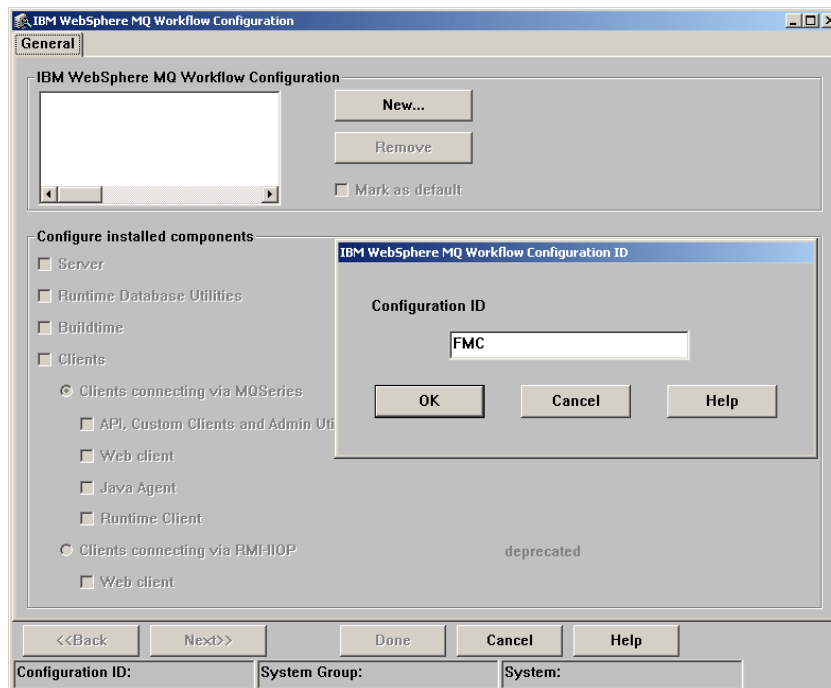 IBM WebSphere MQ Workflow Configuration
General
IBM WebSphere MQ Workflow Configuration
New...
Remove
Mark as default
Configure installed components
Server
Runtime Database Utilities
Buildtime
Clients
Clients connecting via MQSeries
API, Custom Clients and Admin Uti
Web client
Java Agent
Runtime Client
Clients connecting via RMI-IIOP
deprecated
Web client
IBM WebSphere MQ Workflow Configuration ID
Configuration ID
FMC
OK
Cancel
Help
<<Back
Next>>
Done
Cancel
Help
Configuration ID:
System Group:
System: